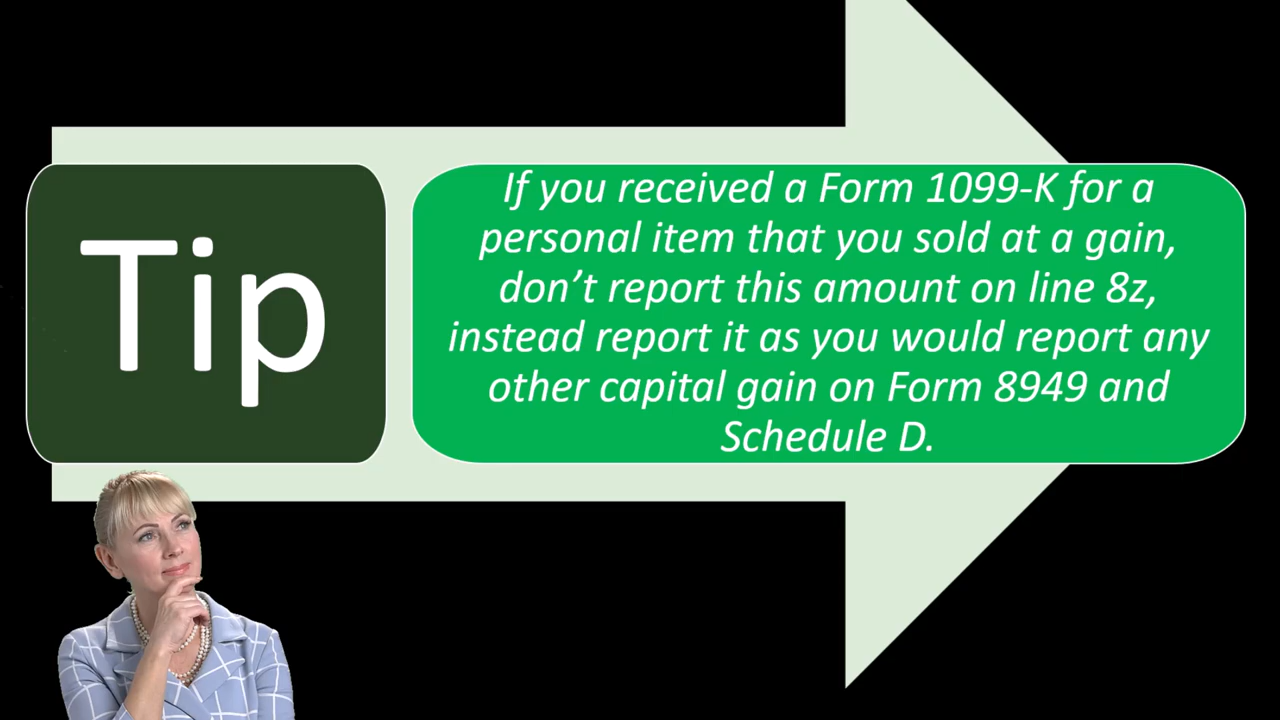 Tip
If you received a Form 1099-K for a
personal item that you sold at a gain,
don’t report this amount on line 8z,
instead report it as you would report any
other capital gain on Form 8949 and
Schedule D.